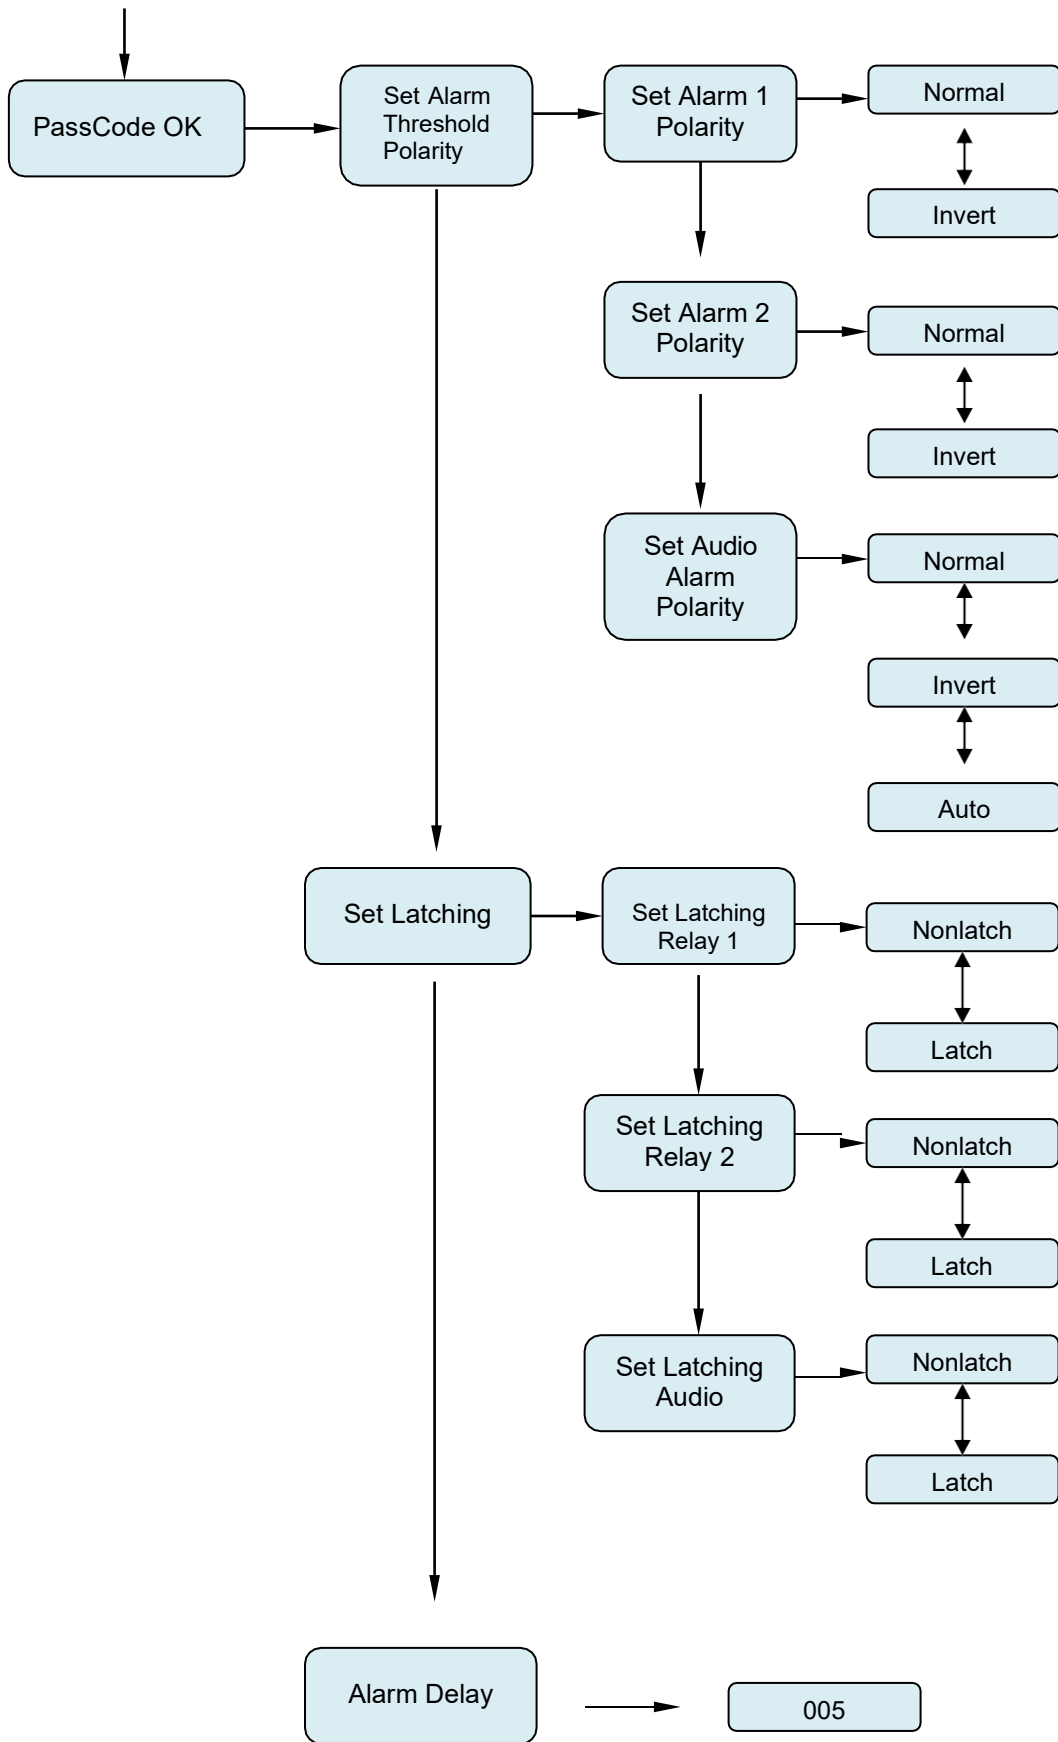 PassCode OK
Set Alarm
Threshold
Polarity
Set Alarm 1
Polarity
Normal
Invert
Set Alarm 2
Polarity
Normal
Invert
Set Audio
Alarm
Polarity
Normal
Invert
Auto
Set Latching
Set Latching
Relay 1
Nonlatch
Latch
Set Latching
Relay 2
Nonlatch
Latch
Set Latching
Audio
Nonlatch
Latch
Alarm Delay
005